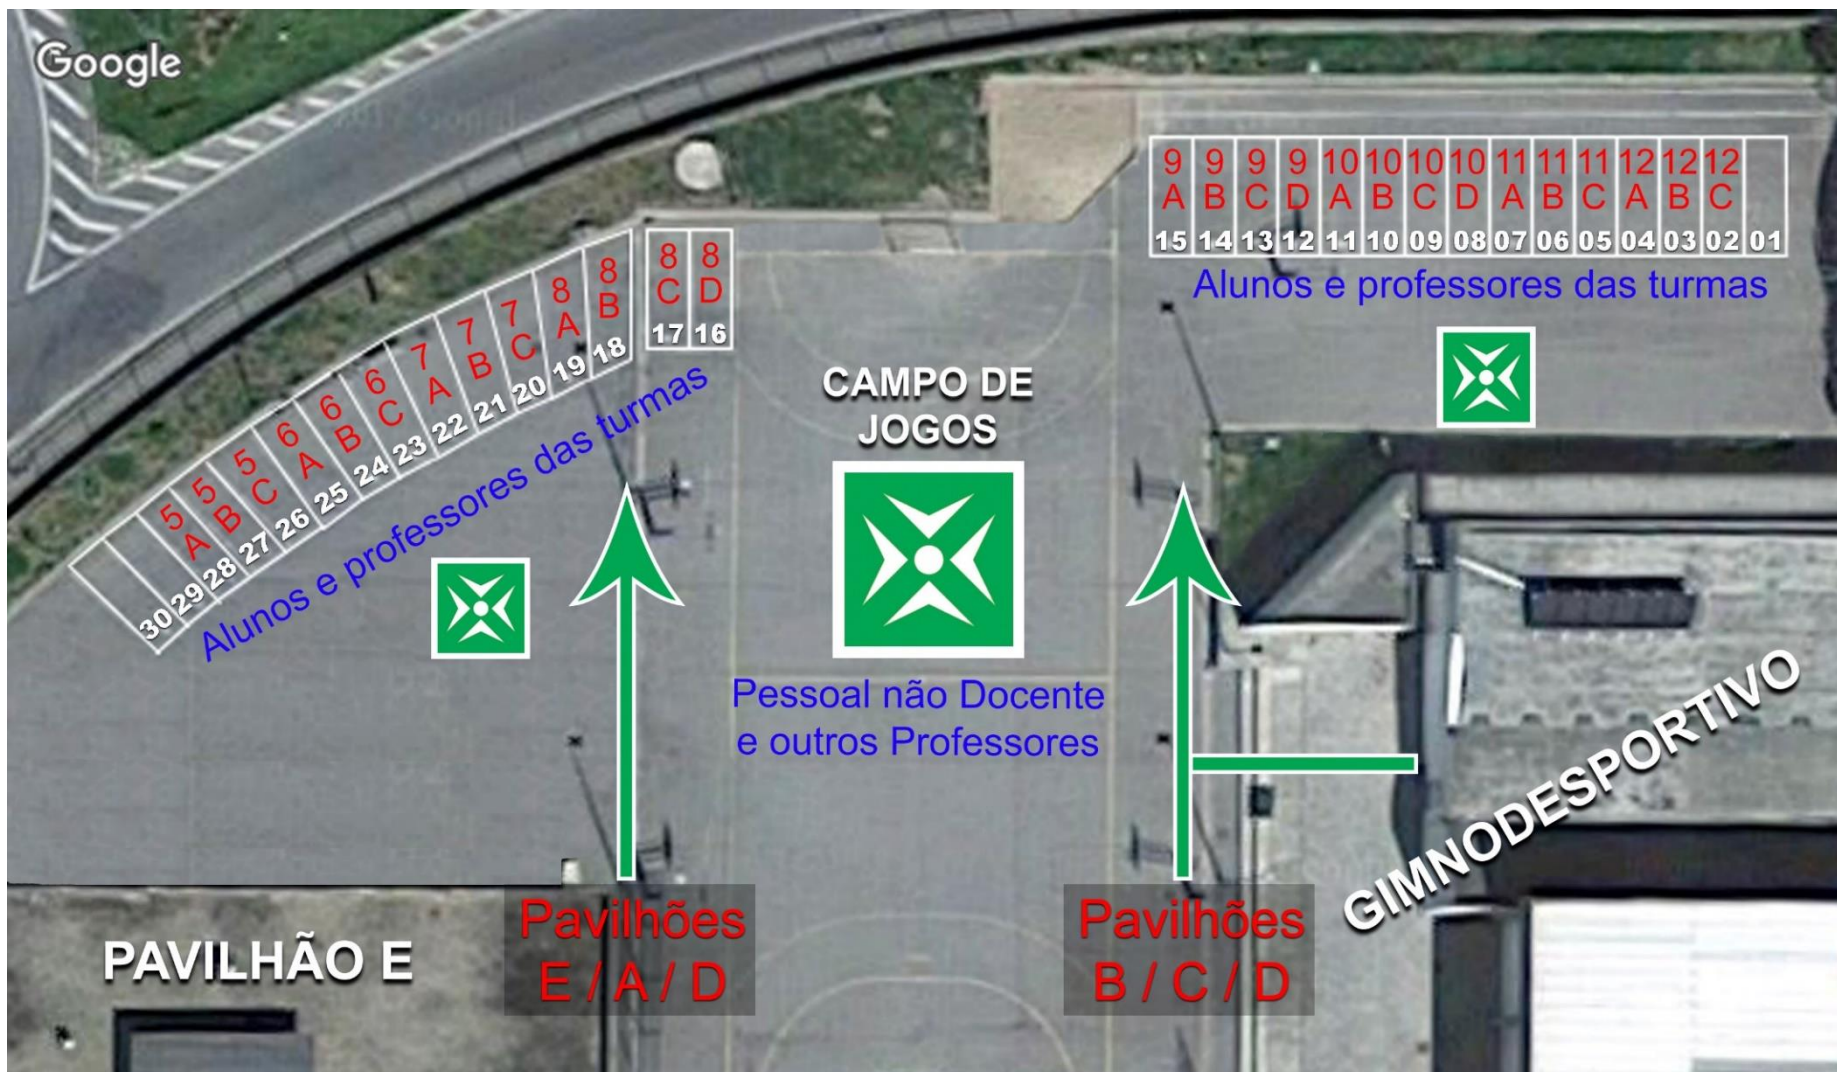 Google
9 9 9 9 10 10 10 10 11 11 11 12 12 12
A B C D A B C D A B C A B C
15 14 13 12 11 10 09 08 07 06 05 04 03 02 01
Alunos e professores das turmas
5 5 5 6 6 6 7 7 7 8 8 8 8
A B C A B C A B C A B C D
30 29 28 27 26 25 24 23 22 21 20 19 18 17 16
Alunos e professores das turmas
CAMPO DE
JOGOS
Pessoal não Docente
e outros Professores
GIMNODESPORTIVO
PAVILHÃO E
Pavilhões
E / A / D
Pavilhões
B / C / D